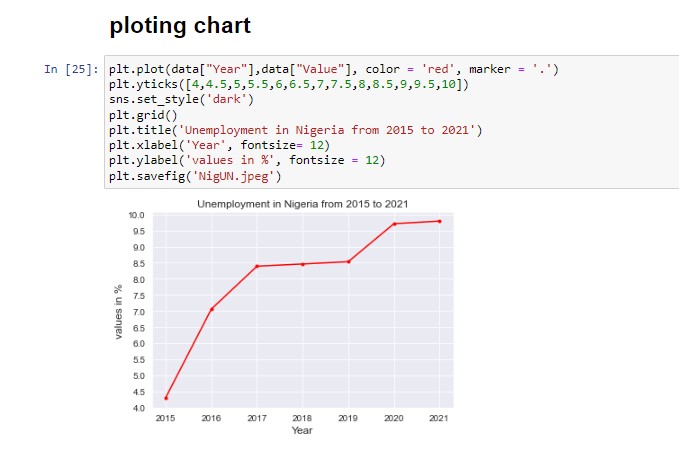 ploting chart
In [25]: plt.plot(data["Year"],data["Value"], color = 'red', marker = '.')
plt.yticks([4,4.5,5,5.5,6,6.5,7,7.5,8,8.5,9,9.5,10])
sns.set_style('dark')
plt.grid()
plt.title('Unemployment in Nigeria from 2015 to 2021')
plt.xlabel('Year', fontsize= 12)
plt.ylabel('values in %', fontsize = 12)
plt.savefig('NigUN.jpeg')
Unemployment in Nigeria from 2015 to 2021
10.0
9.5
9.0
8.5
8.0
7.5
7.0
6.5
6.0
5.5
5.0
4.5
4.0
values in %
2015 2016 2017 2018 2019 2020 2021
Year